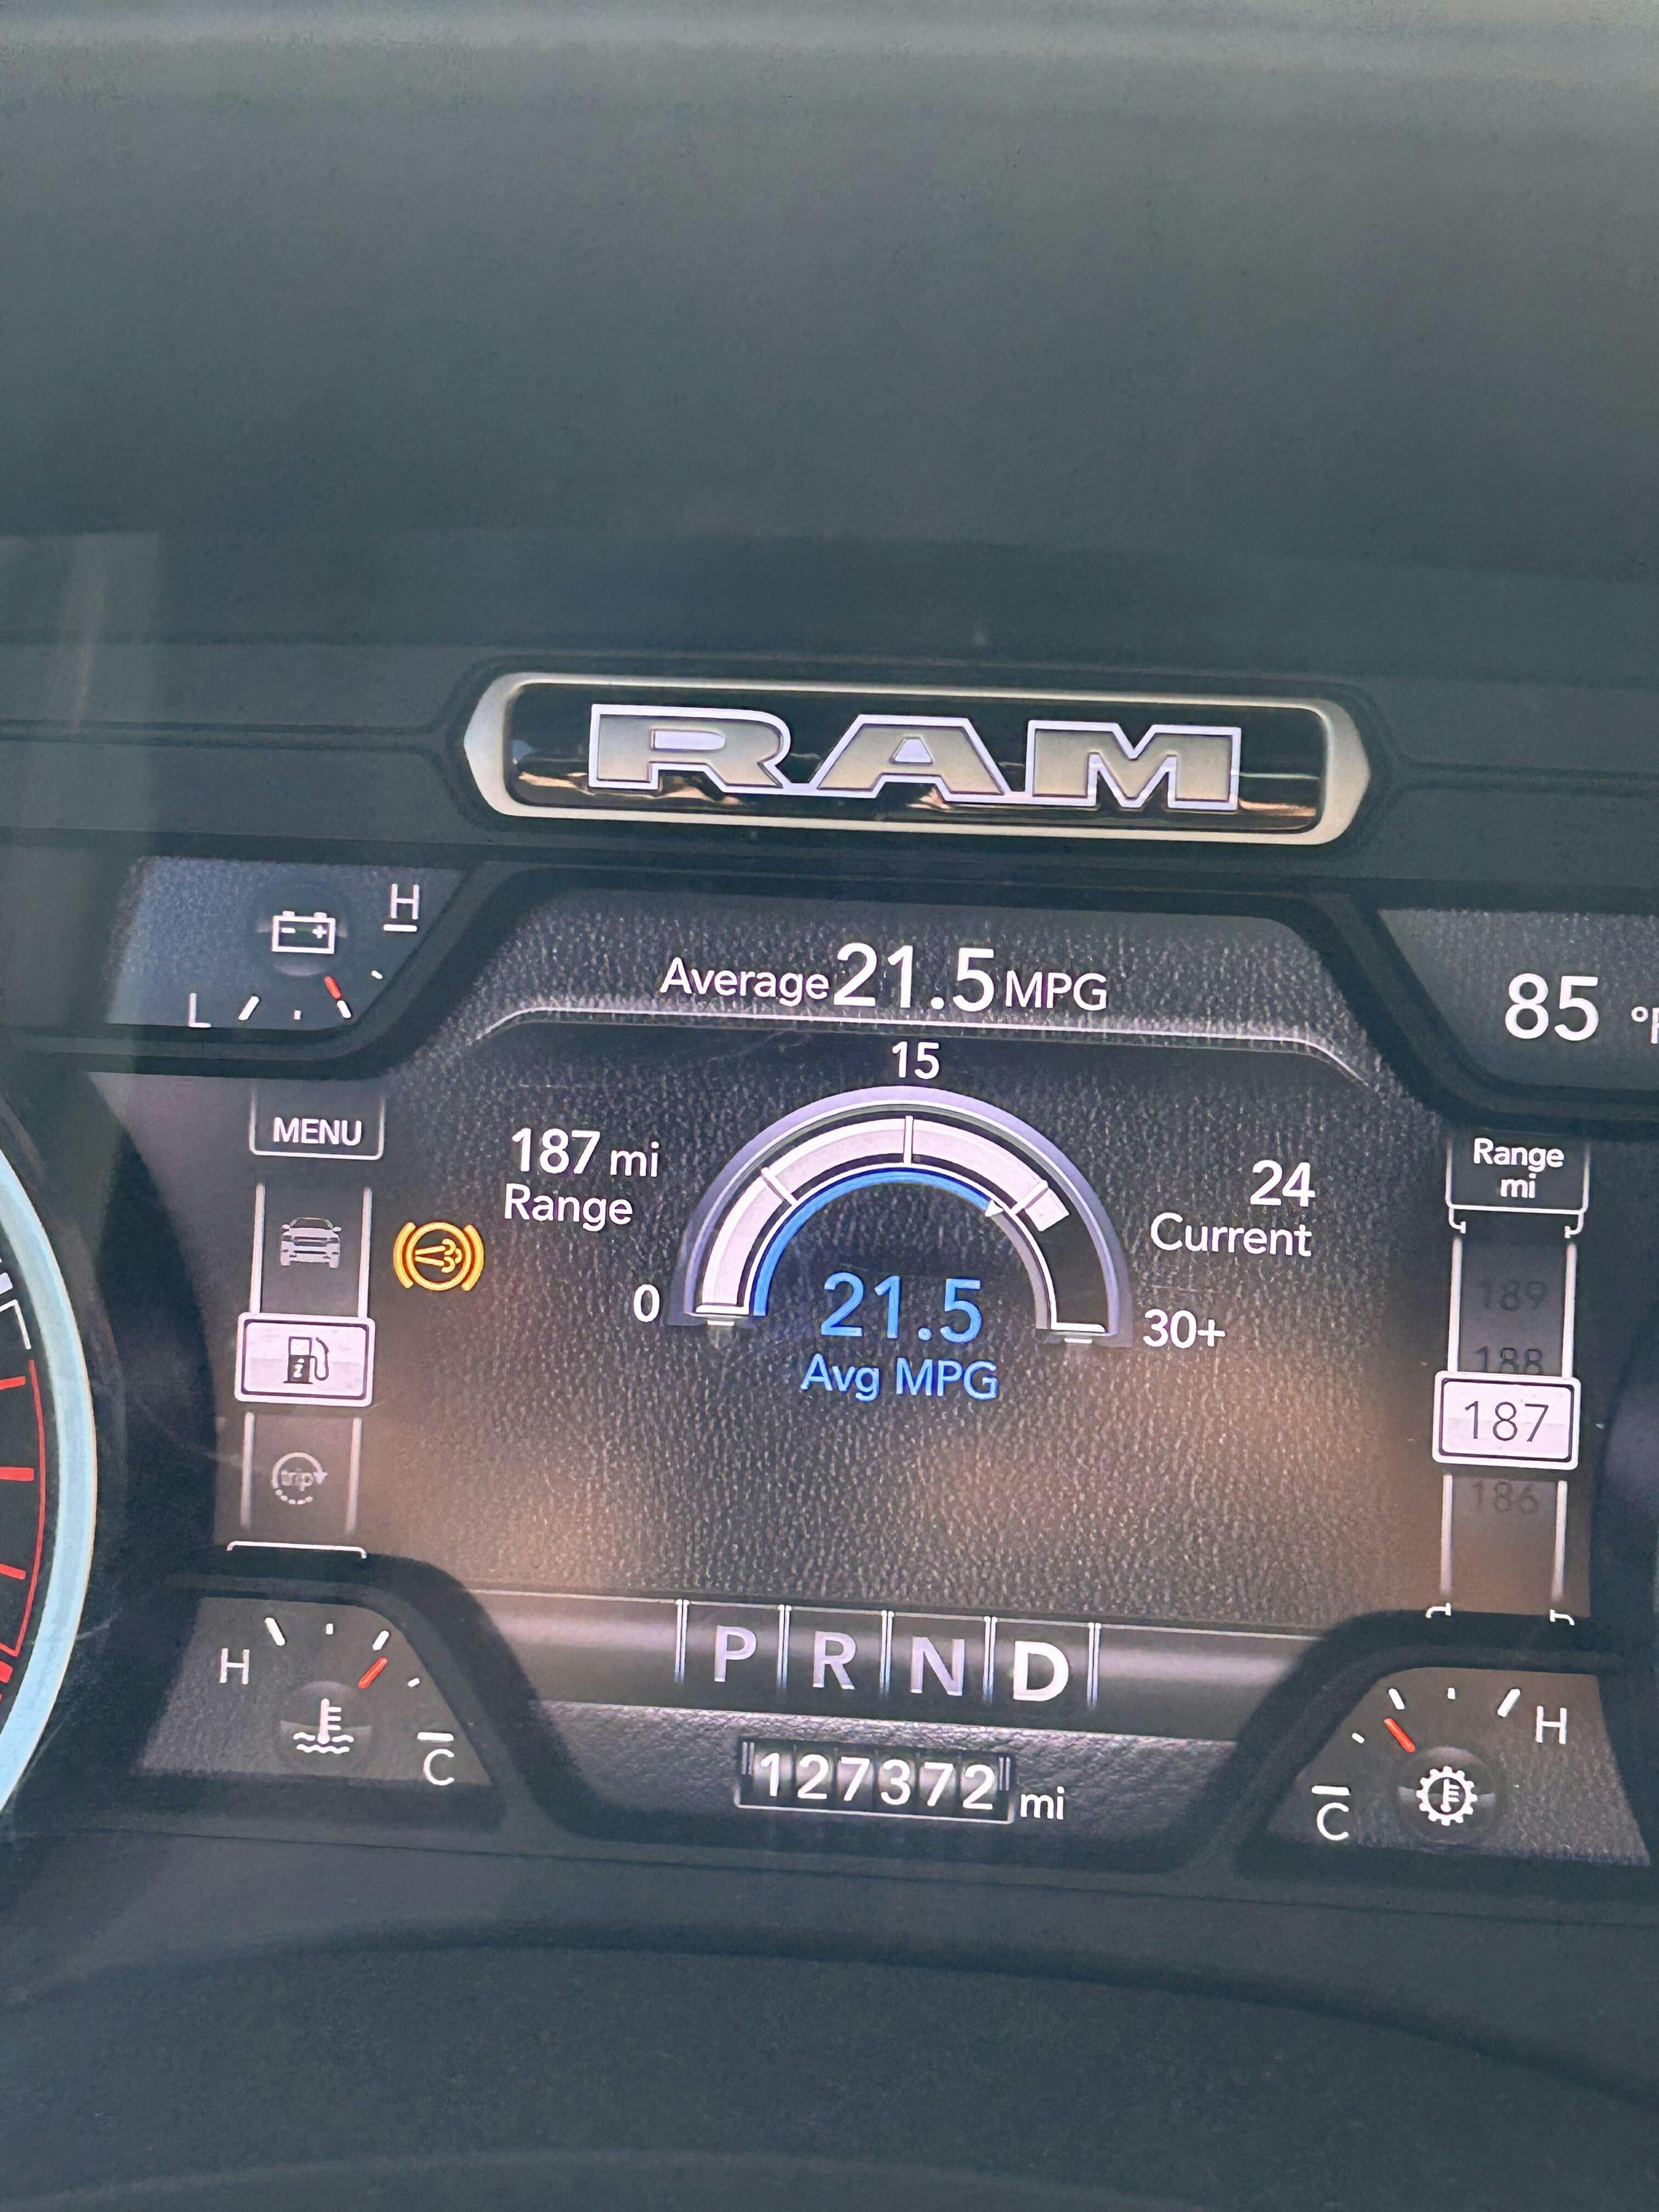 RAM
H
L
Average 21.5 MPG
85 °F
15
MENU
187 mi
Range
24
Current
Range
mi
0
30+
21.5
Avg MPG
189
188
187
186
trip
P R N D
H
C
127372 mi
C
H